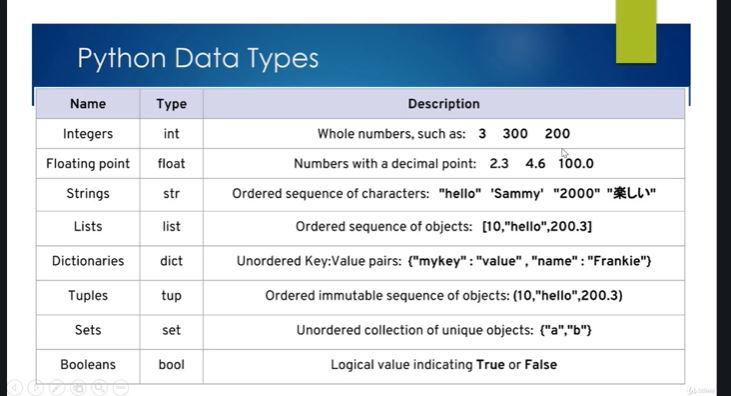 Python Data Types
Name Type Description
Integers int Whole numbers, such as: 3 300 200
Floating point float Numbers with a decimal point: 2.3 4.6 100.0
Strings str Ordered sequence of characters: "hello" 'Sammy' "2000" "楽しい"
Lists list Ordered sequence of objects: [10,"hello",200.3]
Dictionaries dict Unordered Key:Value pairs: {"mykey" : "value" , "name" : "Frankie"}
Tuples tup Ordered immutable sequence of objects: (10,"hello",200.3)
Sets set Unordered collection of unique objects: {"a","b"}
Booleans bool Logical value indicating True or False